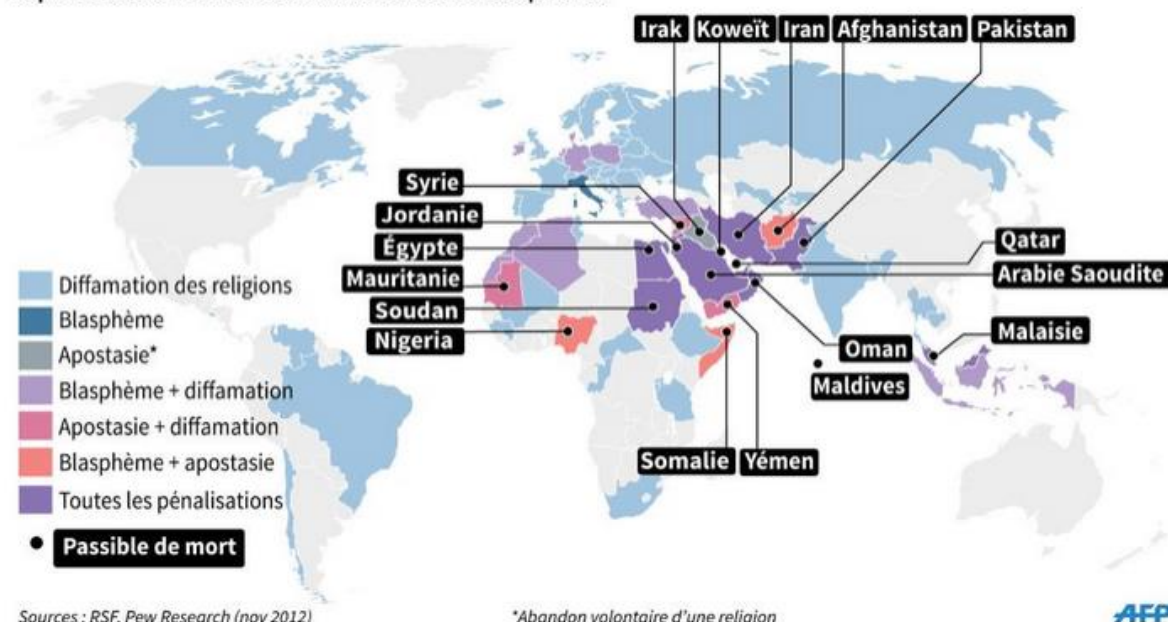 Irak
Koweït
Iran
Afghanistan
Pakistan
Syrie
Jordanie
Égypte
Mauritanie
Soudan
Nigeria
Qatar
Arabie Saoudite
Malaisie
Oman
Maldives
Somalie
Yémen
Diffamation des religions
Blasphème
Apostasie*
Blasphème + diffamation
Apostasie + diffamation
Blasphème + apostasie
Toutes les pénalisations
Passible de mort
Sources : RSF, Pew Research (nov 2012)
*Abandon volontaire d'une religion
AFP